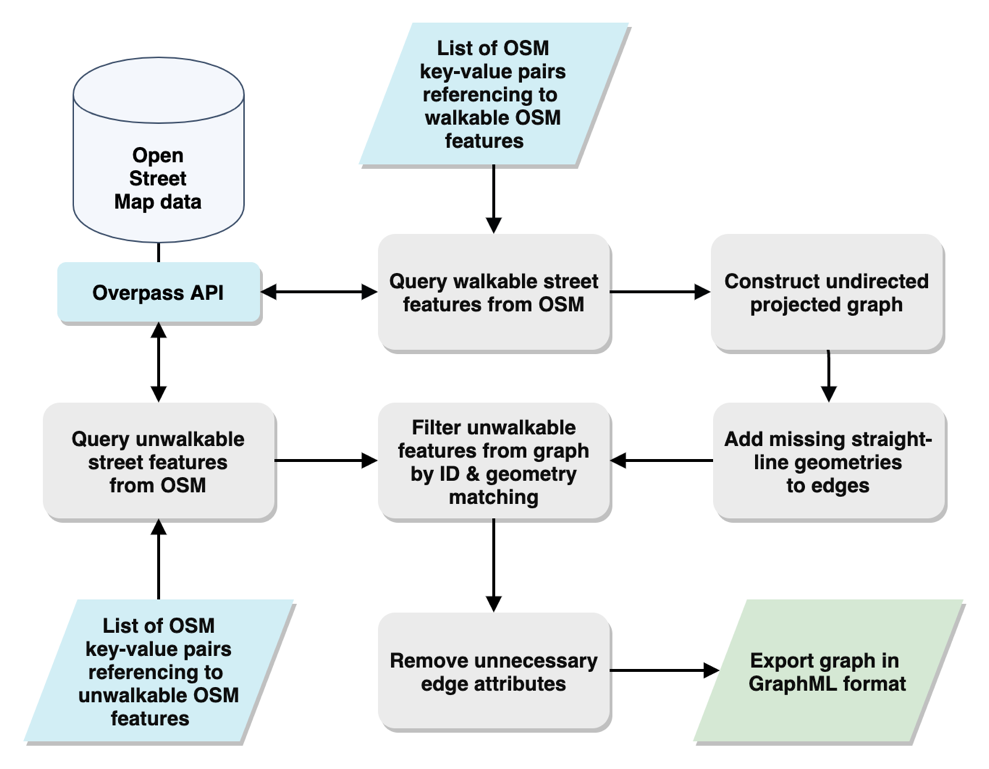 List of OSM
key-value pairs
referencing to
walkable OSM
features
Open
Street
Map data
Overpass API
Query walkable street
features from OSM
Construct undirected
projected graph
Query unwalkable
street features
from OSM
Filter unwalkable
features from graph
by ID & geometry
matching
Add missing straight-
line geometries
to edges
List of OSM
key-value pairs
referencing to
unwalkable OSM
features
Remove unnecessary
edge attributes
Export graph in
GraphML format